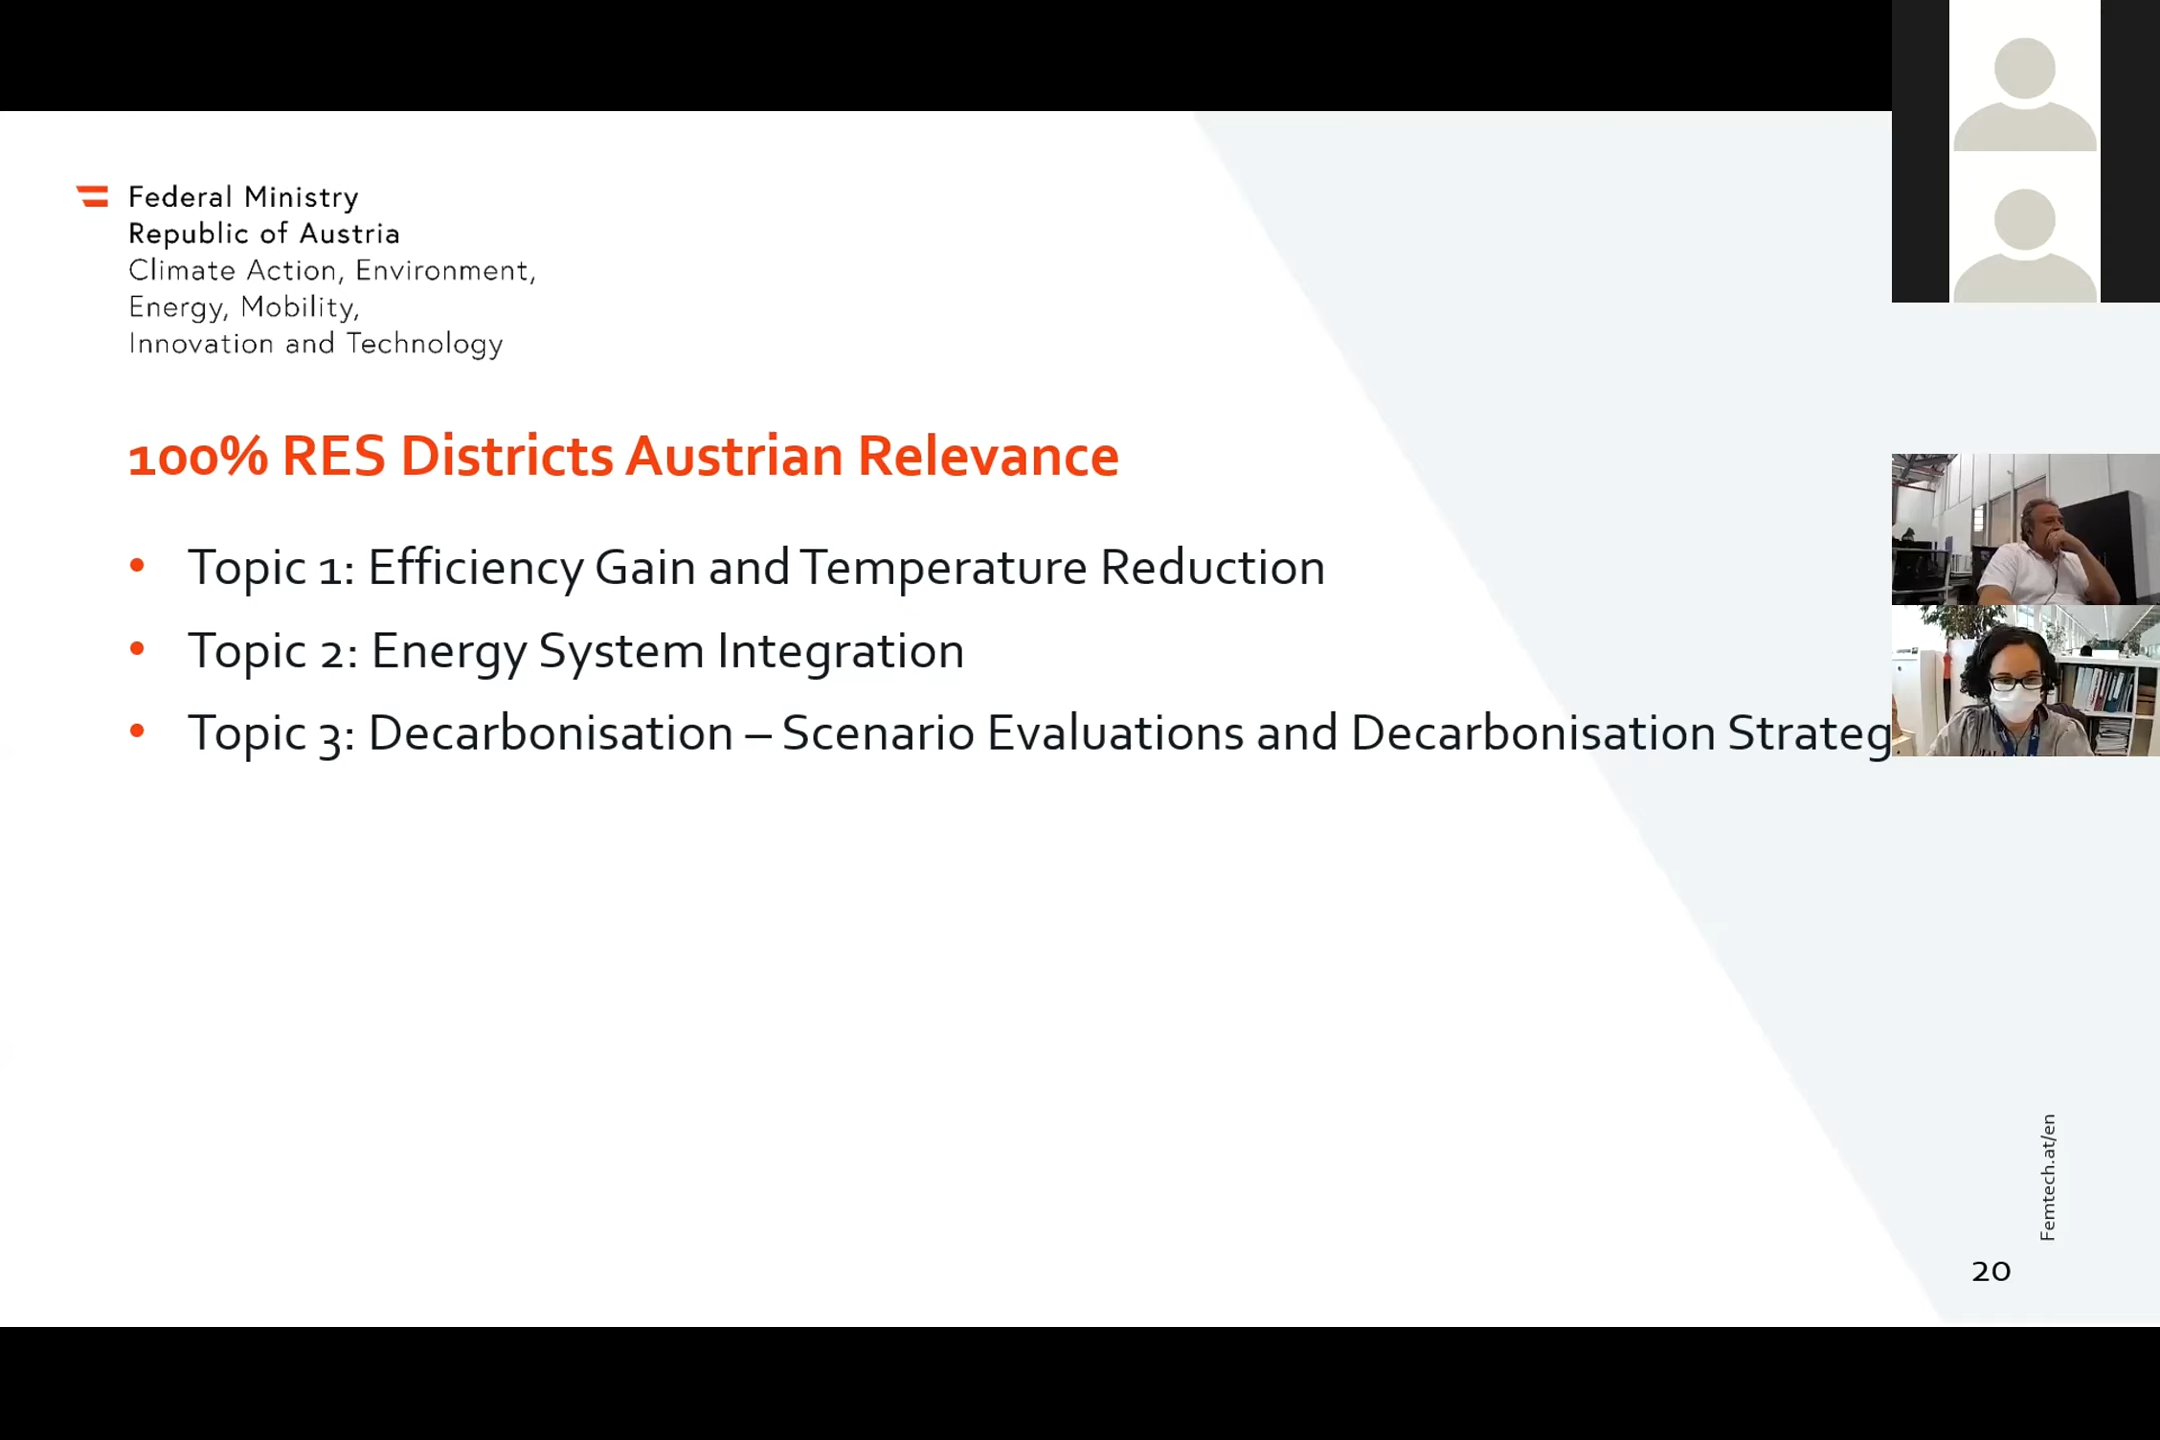 Federal Ministry
Republic of Austria
Climate Action, Environment,
Energy, Mobility,
Innovation and Technology
100% RES Districts Austrian Relevance
• Topic 1: Efficiency Gain and Temperature Reduction
• Topic 2: Energy System Integration
• Topic 3: Decarbonisation – Scenario Evaluations and Decarbonisation Strateg
Femtech.at/en
20